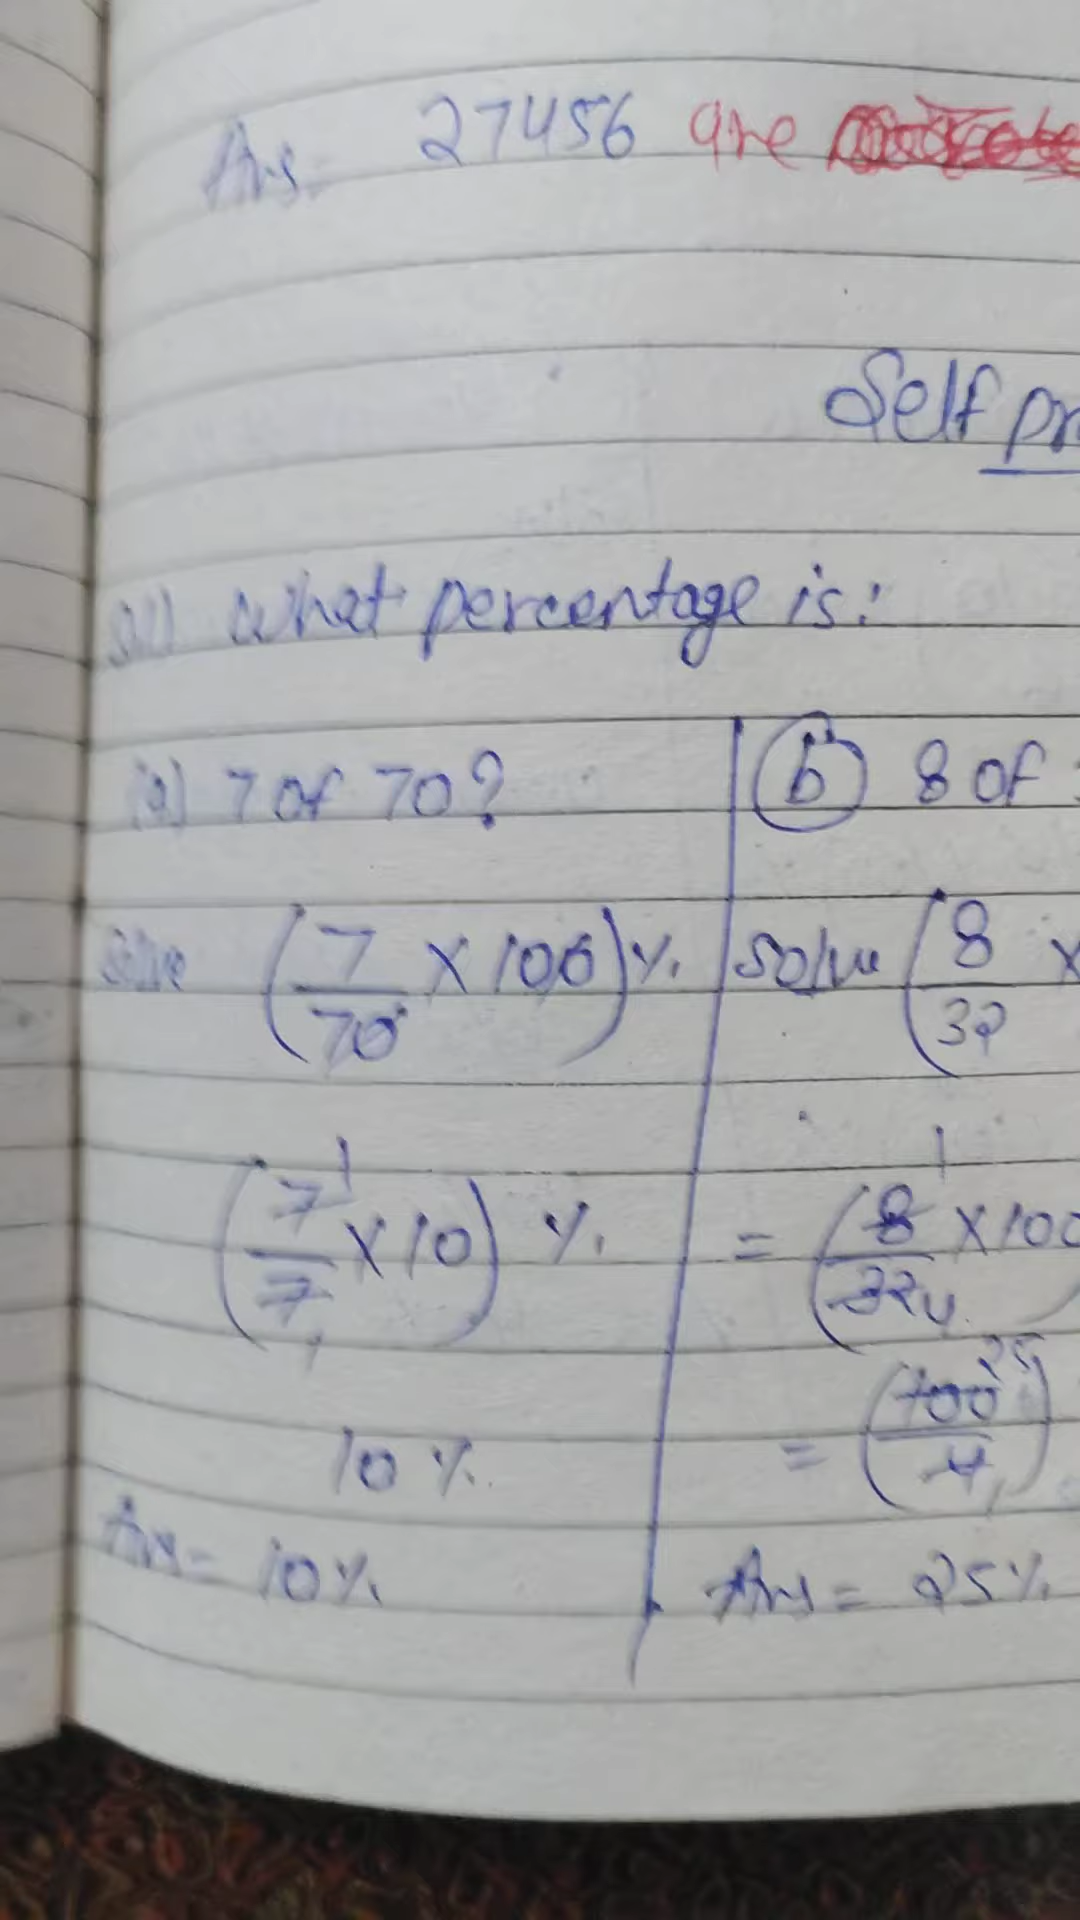 Ans. 27456 are
Self pr
Q1) What percentage is:
(a) 7 of 70?
(b) 8 of
Solve (7/70 × 100)%.
(7/7 × 10)%.
10%.
Ans = 10%.
Solve (8/32 ×
= (8/32 × 100
= (100/4)
Ans = 25%.